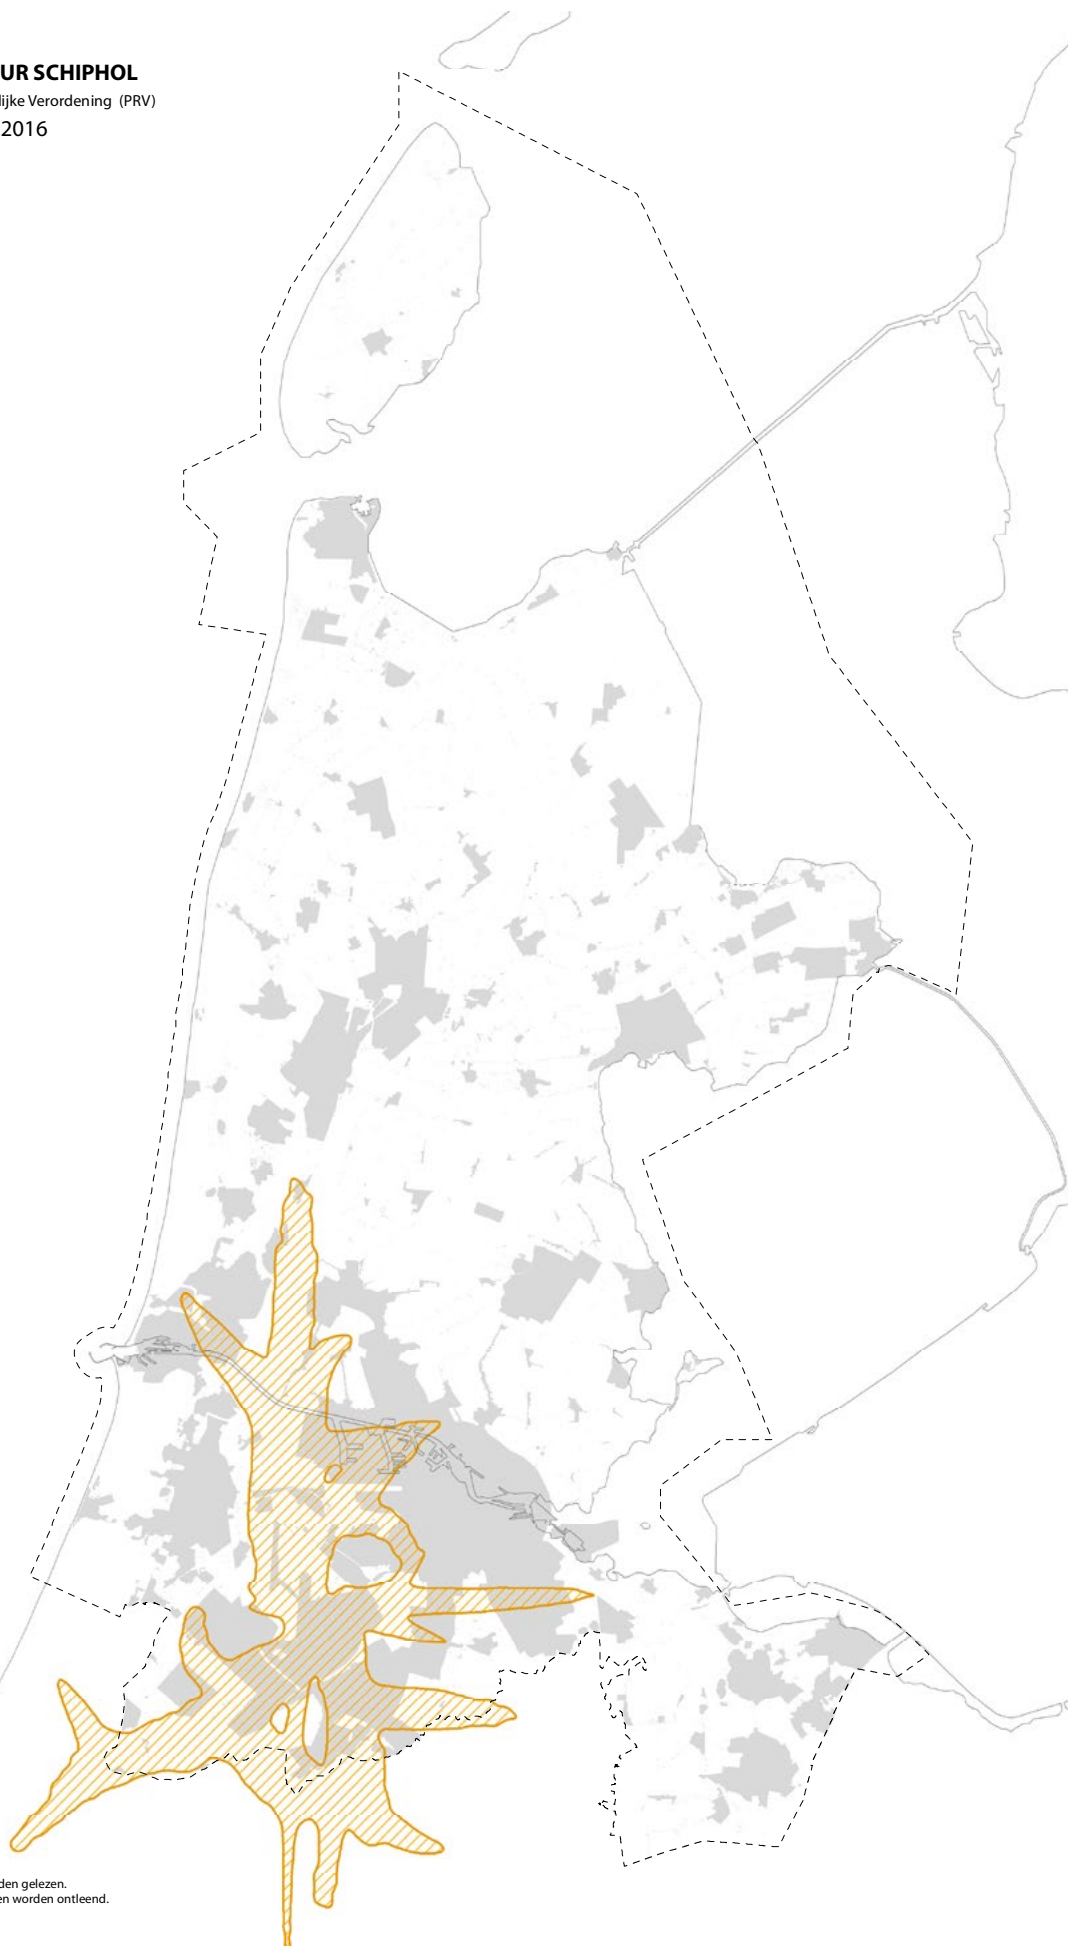 UR SCHIPHOL
lijke Verordening (PRV)
2016
den gelezen.
en worden ontleend.